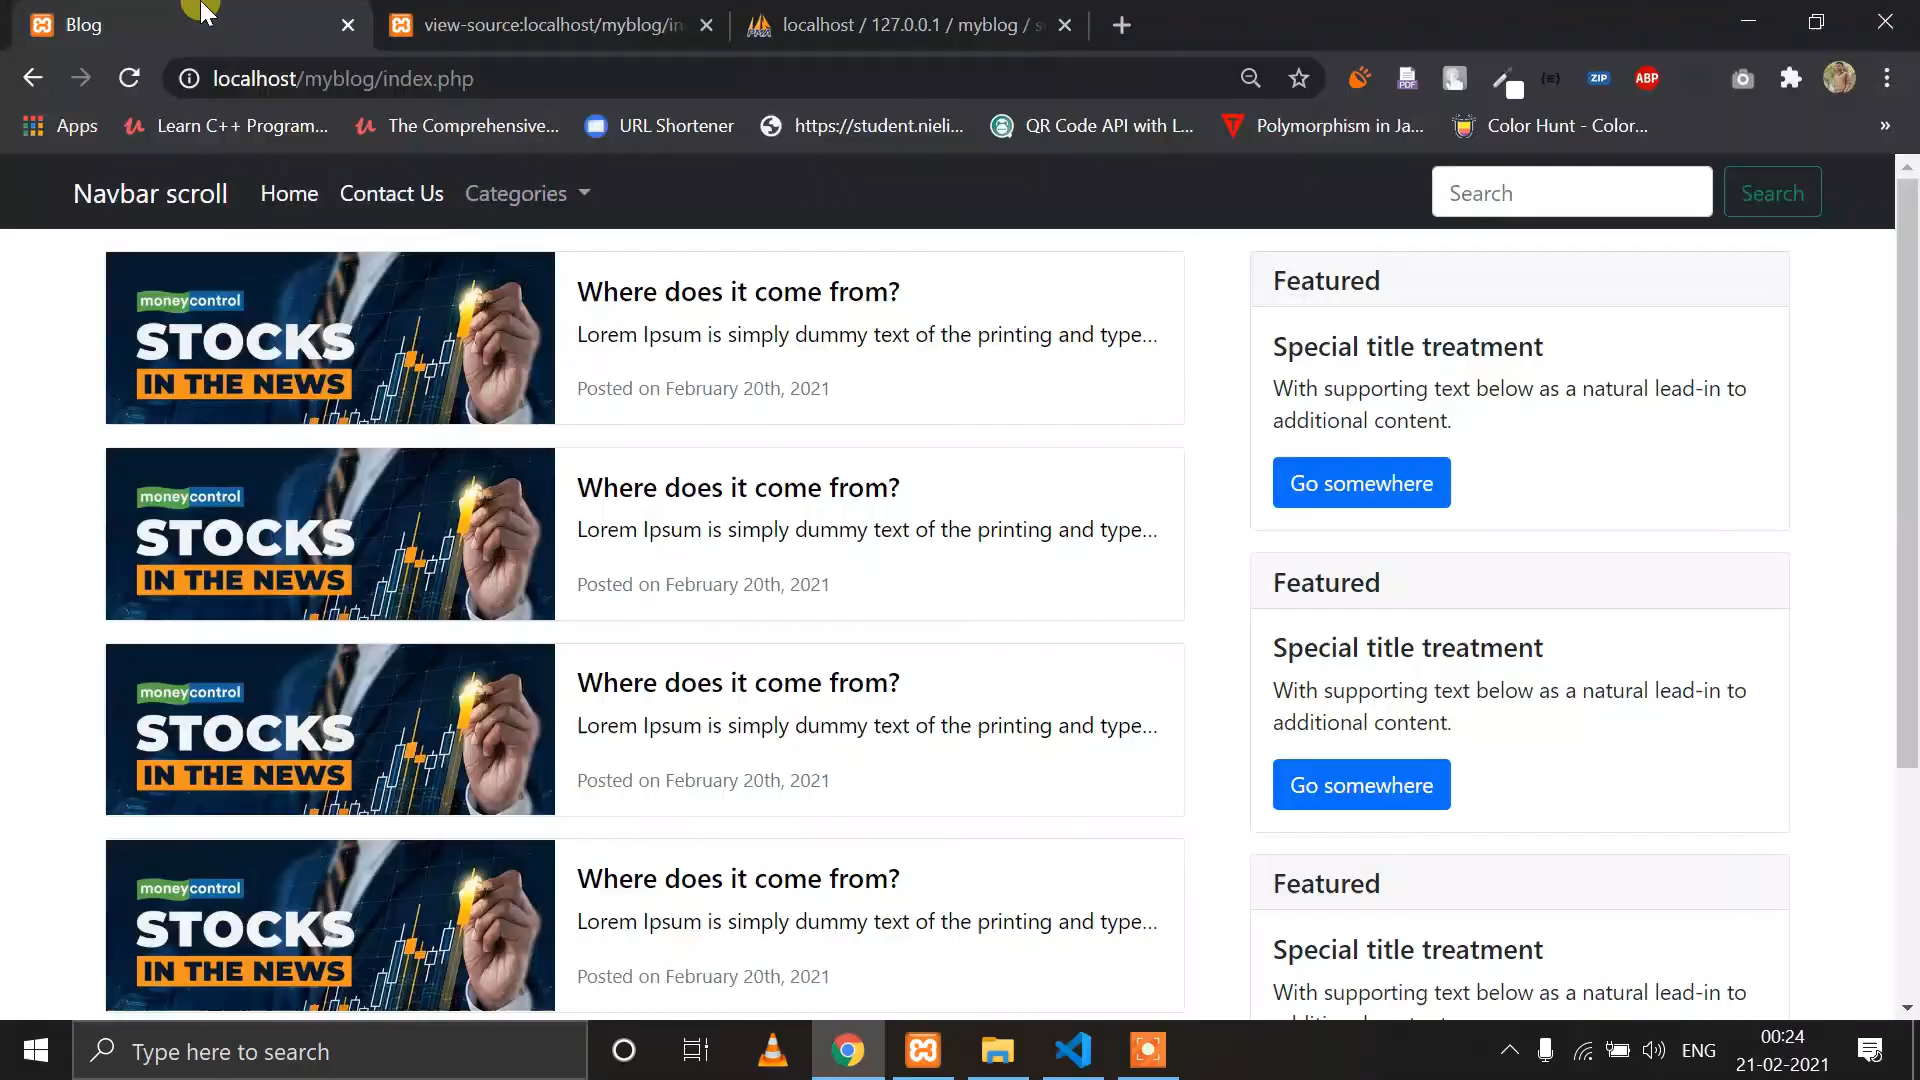 Blog
view-source:localhost/myblog/in
localhost / 127.0.0.1 / myblog / s
localhost/myblog/index.php
PDF
ZIP
ABP
Apps
Learn C++ Program...
The Comprehensive...
URL Shortener
https://student.nieli...
QR Code API with L...
Polymorphism in Ja...
Color Hunt - Color...
»
Navbar scroll
Home
Contact Us
Categories
Search
Search
moneycontrol
STOCKS
IN THE NEWS
Where does it come from?
Lorem Ipsum is simply dummy text of the printing and type...
Posted on February 20th, 2021
moneycontrol
STOCKS
IN THE NEWS
Where does it come from?
Lorem Ipsum is simply dummy text of the printing and type...
Posted on February 20th, 2021
moneycontrol
STOCKS
IN THE NEWS
Where does it come from?
Lorem Ipsum is simply dummy text of the printing and type...
Posted on February 20th, 2021
moneycontrol
STOCKS
IN THE NEWS
Where does it come from?
Lorem Ipsum is simply dummy text of the printing and type...
Posted on February 20th, 2021
Featured
Special title treatment
With supporting text below as a natural lead-in to
additional content.
Go somewhere
Featured
Special title treatment
With supporting text below as a natural lead-in to
additional content.
Go somewhere
Featured
Special title treatment
With supporting text below as a natural lead-in to
Type here to search
ENG
00:24
21-02-2021